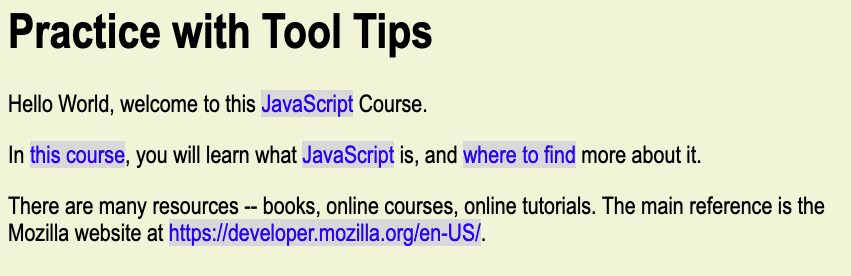 Practice with Tool Tips
Hello World, welcome to this JavaScript Course.
In this course, you will learn what JavaScript is, and where to find more about it.
There are many resources -- books, online courses, online tutorials. The main reference is the
Mozilla website at https://developer.mozilla.org/en-US/.